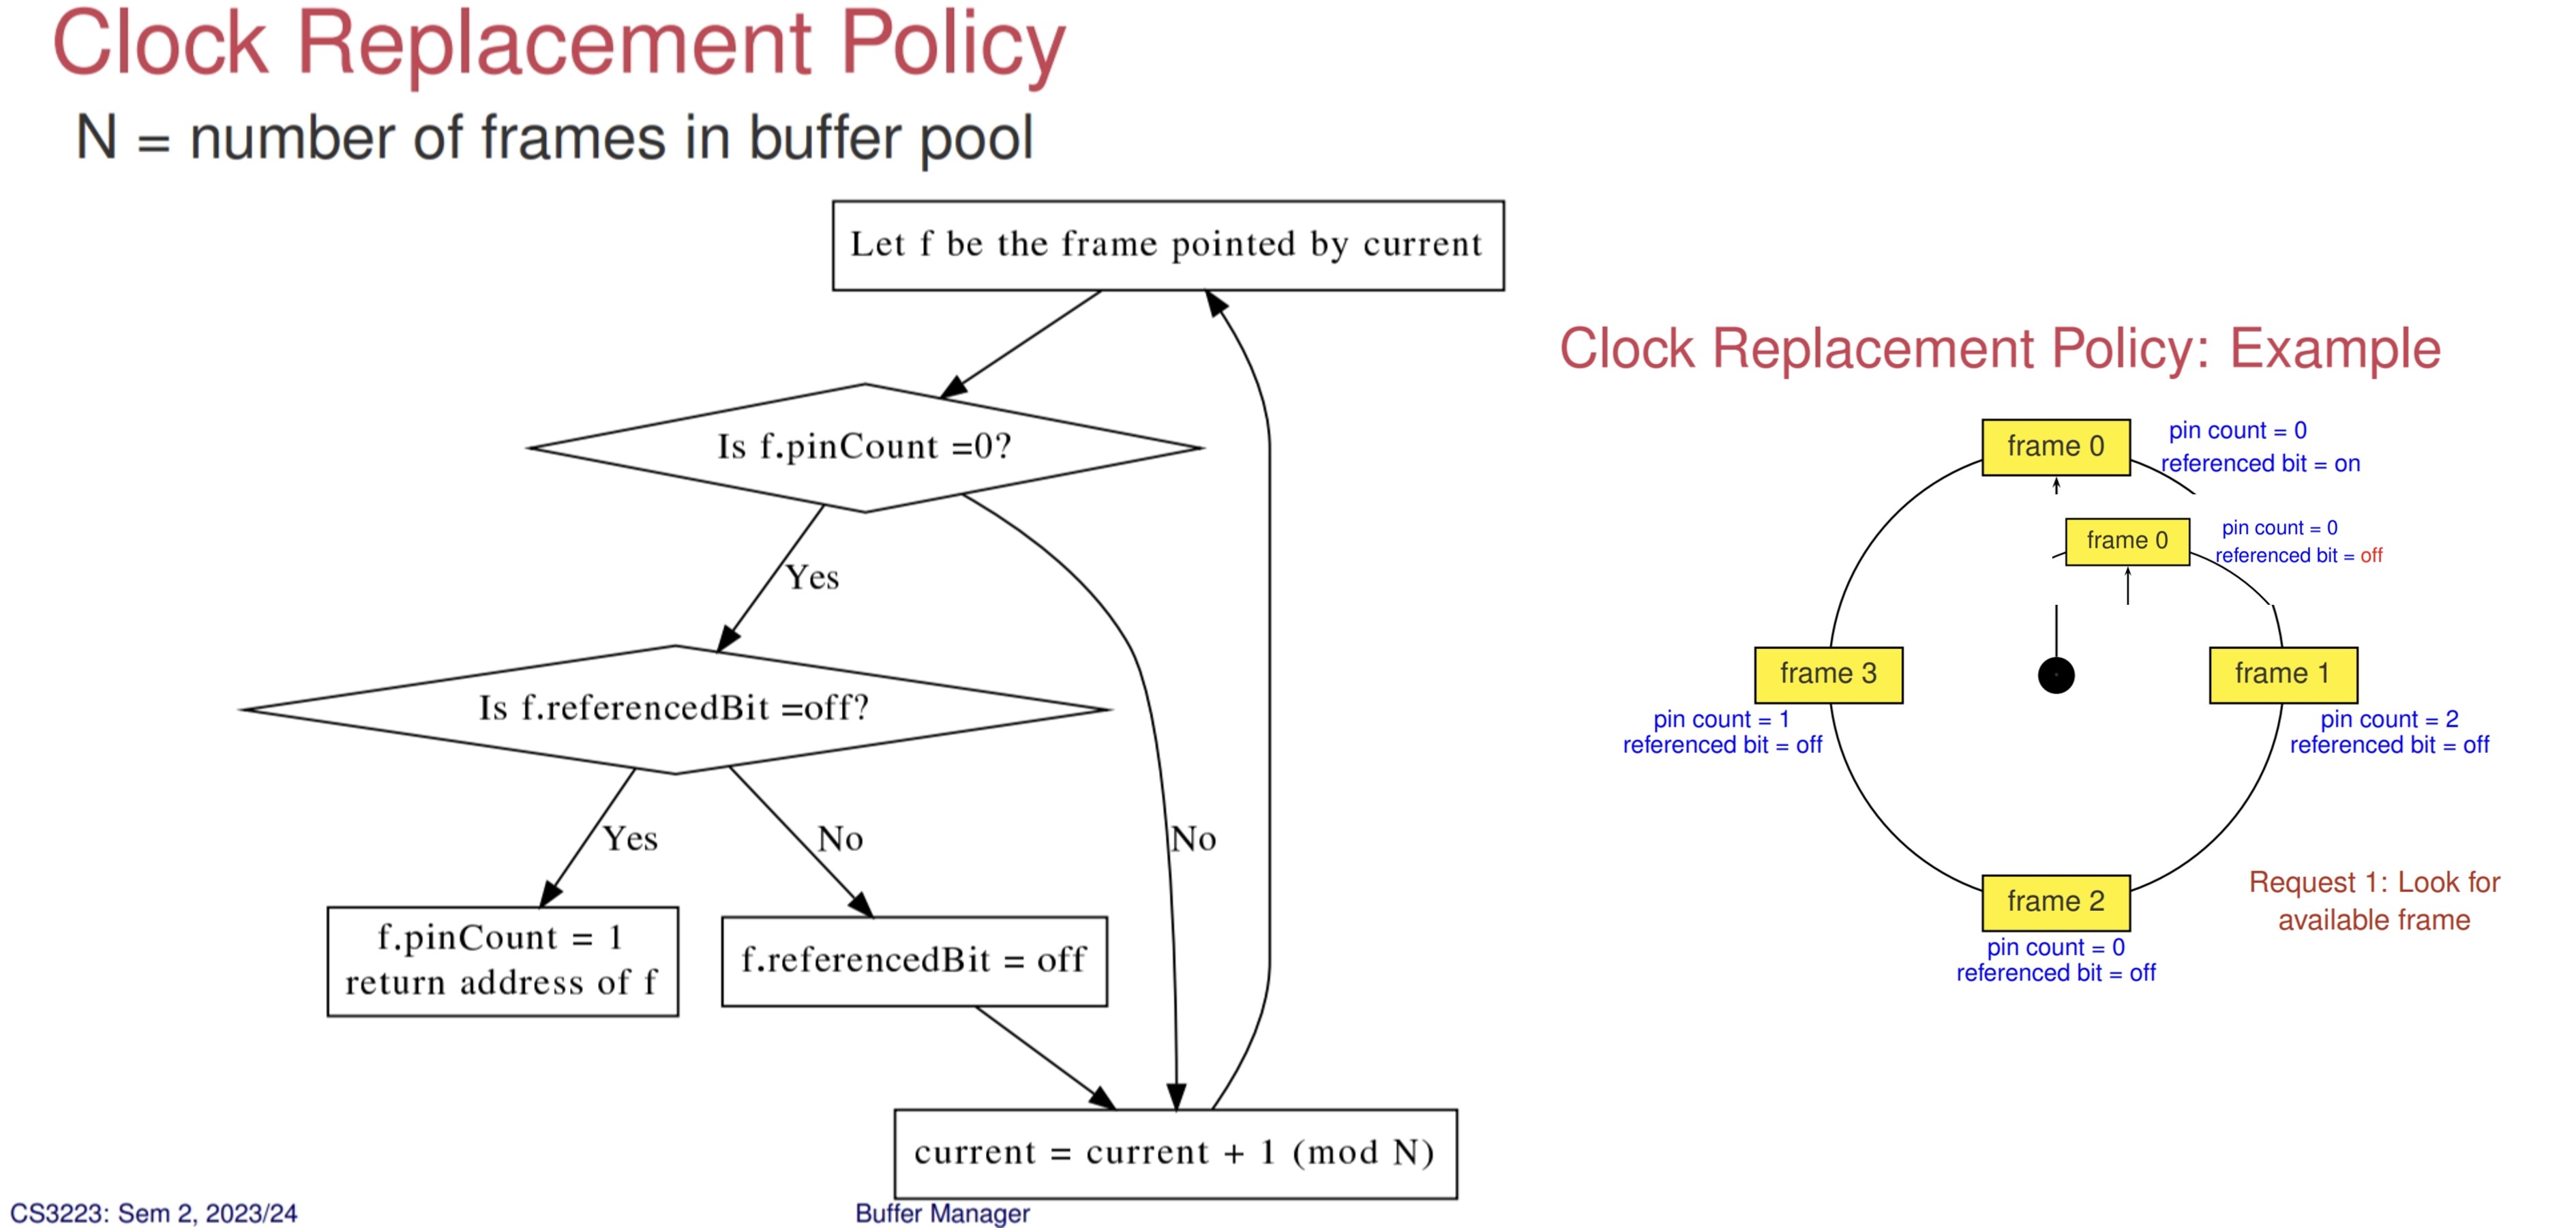 Clock Replacement Policy
N = number of frames in buffer pool
Let f be the frame pointed by current
Is f.pinCount =0?
Yes
Is f.referencedBit =off?
Yes
No
No
f.pinCount = 1
return address of f
f.referencedBit = off
current = current + 1 (mod N)
CS3223: Sem 2, 2023/24
Buffer Manager
Clock Replacement Policy: Example
frame 0
pin count = 0
referenced bit = on
frame 0
pin count = 0
referenced bit = off
frame 3
pin count = 1
referenced bit = off
frame 1
pin count = 2
referenced bit = off
frame 2
pin count = 0
referenced bit = off
Request 1: Look for
available frame